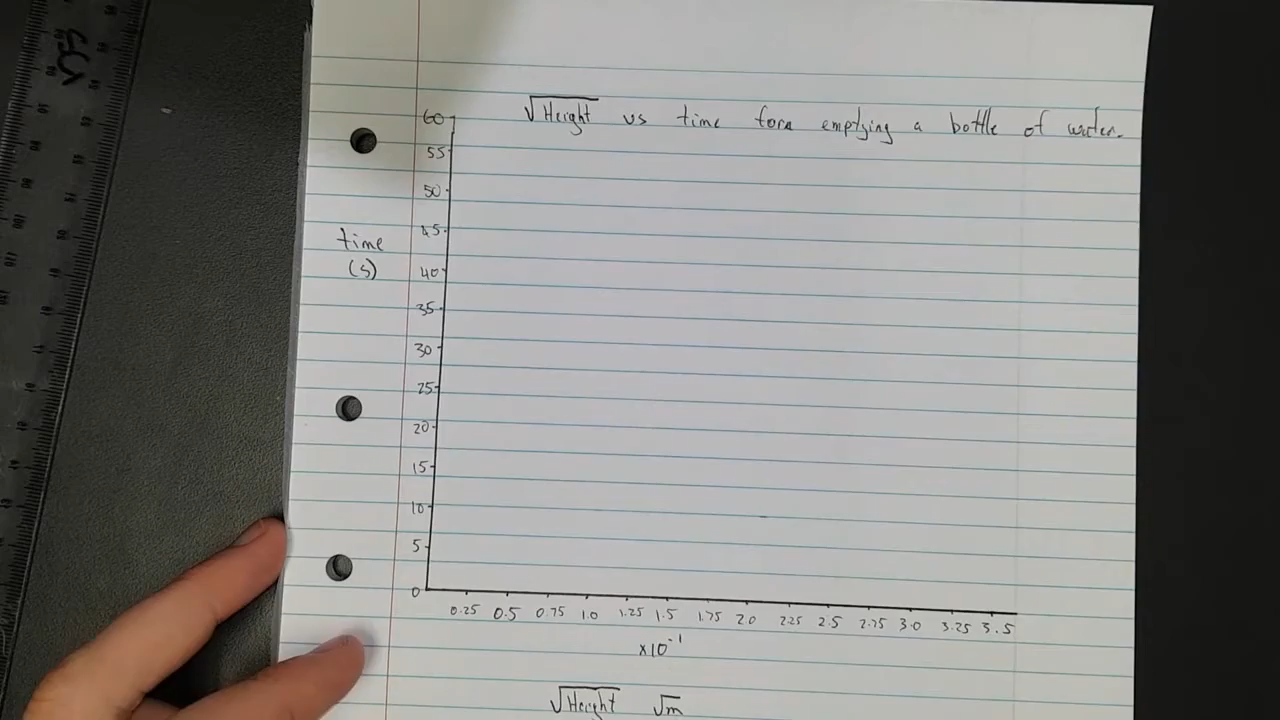 √Height vs time for emptying a bottle of water.
60
55
50
45
time
(s)
40
35
30
25
20
15
10
5
0
0.25 0.5 0.75 1.0 1.25 1.5 1.75 2.0 2.25 2.5 2.75 3.0 3.25 3.5
×10⁻¹
√Height √m